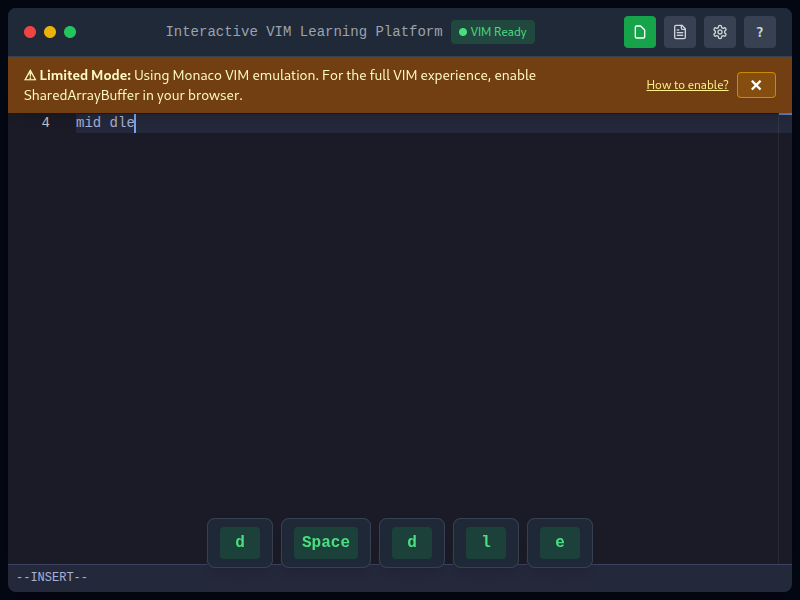 Interactive VIM Learning Platform
VIM Ready
?
⚠ Limited Mode: Using Monaco VIM emulation. For the full VIM experience, enable
SharedArrayBuffer in your browser.
How to enable?
✕
4 mid dle
d Space d l e
--INSERT--